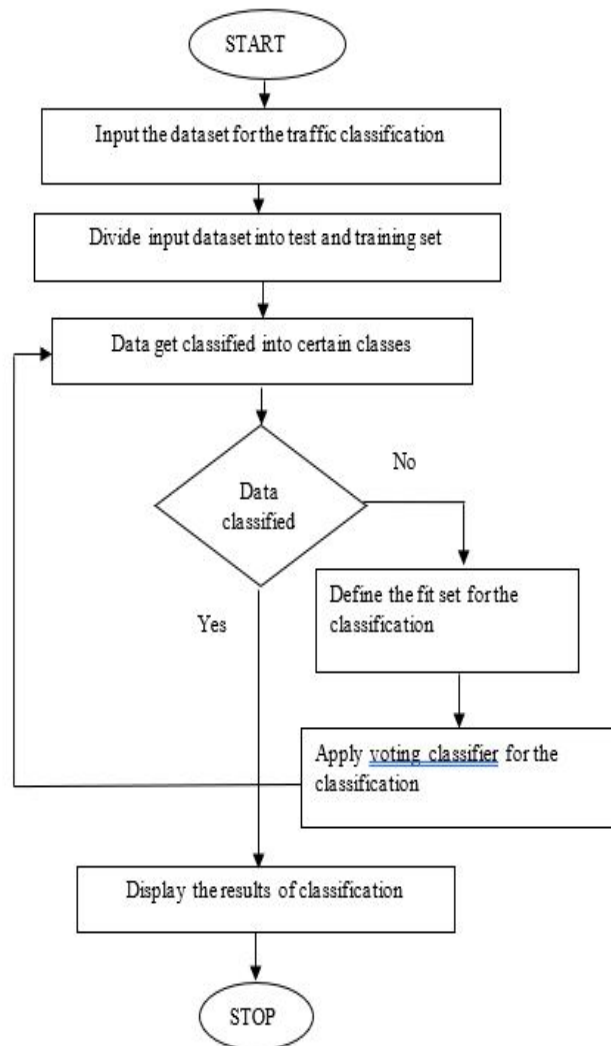 START
Input the dataset for the traffic classification
Divide input dataset into test and training set
Data get classified into certain classes
Data
classified
No
Yes
Define the fit set for the
classification
Apply voting classifier for the
classification
Display the results of classification
STOP